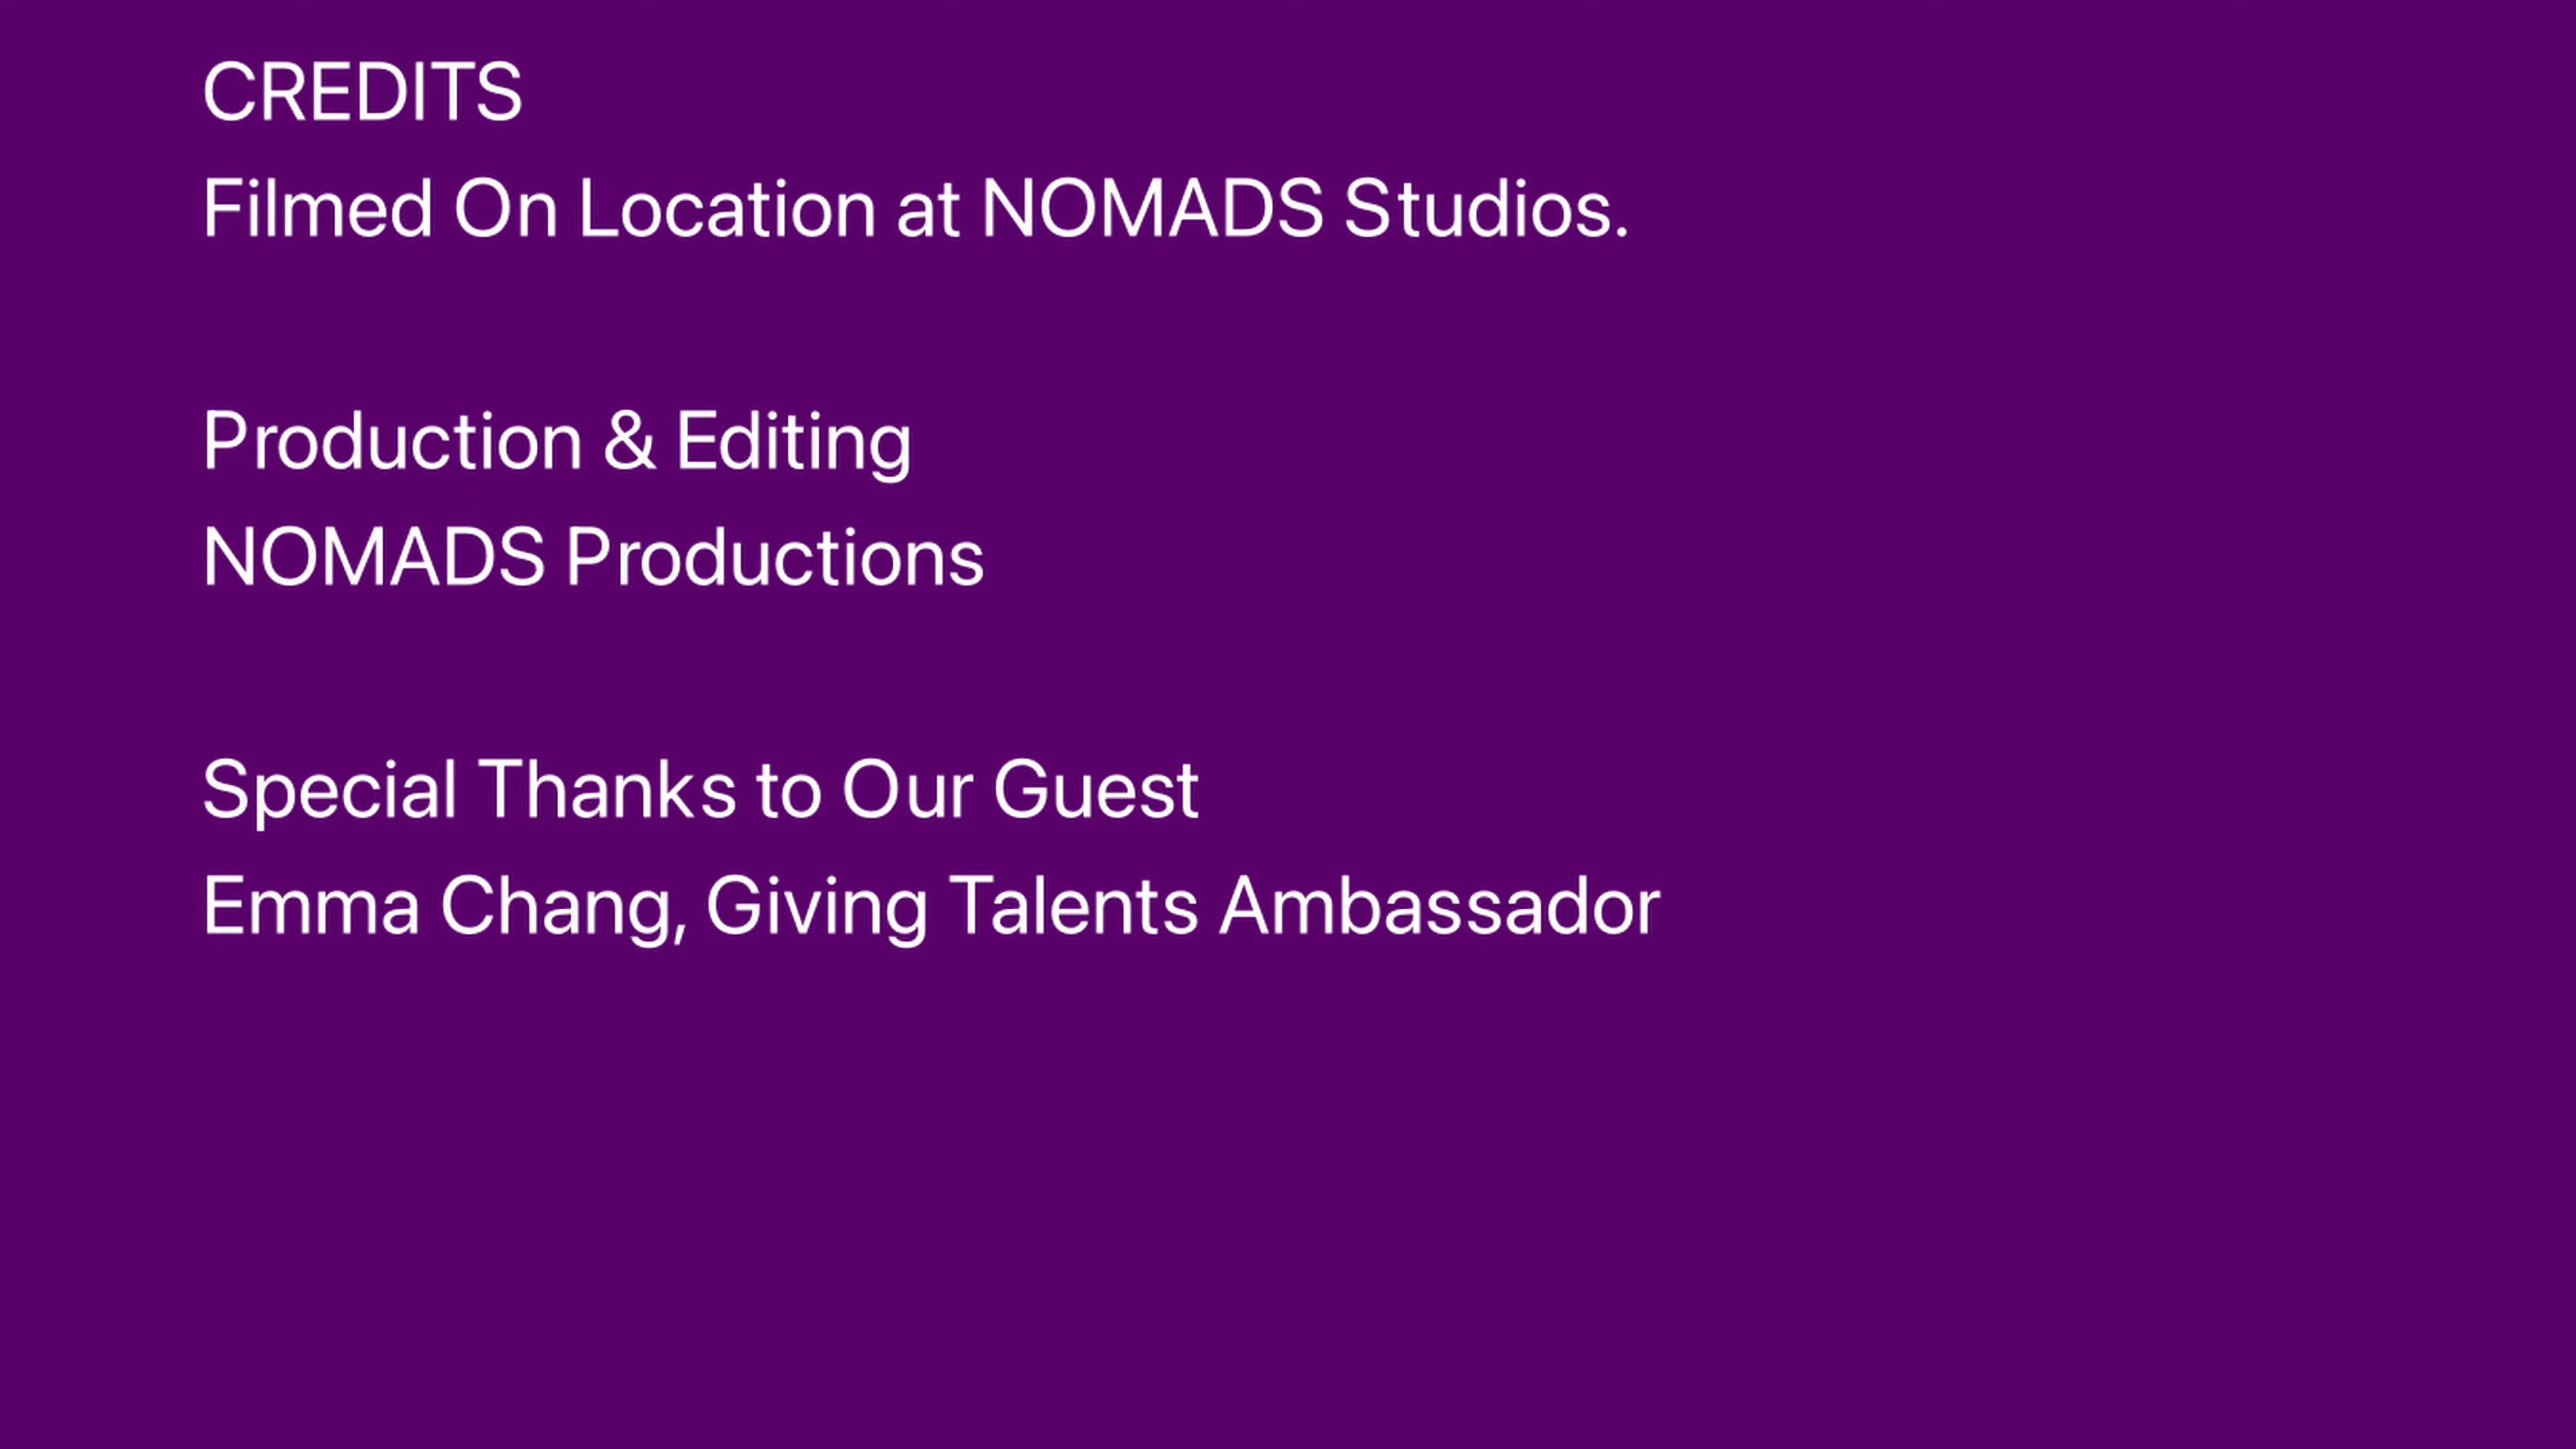 CREDITS
Filmed On Location at NOMADS Studios.
Production & Editing
NOMADS Productions
Special Thanks to Our Guest
Emma Chang, Giving Talents Ambassador